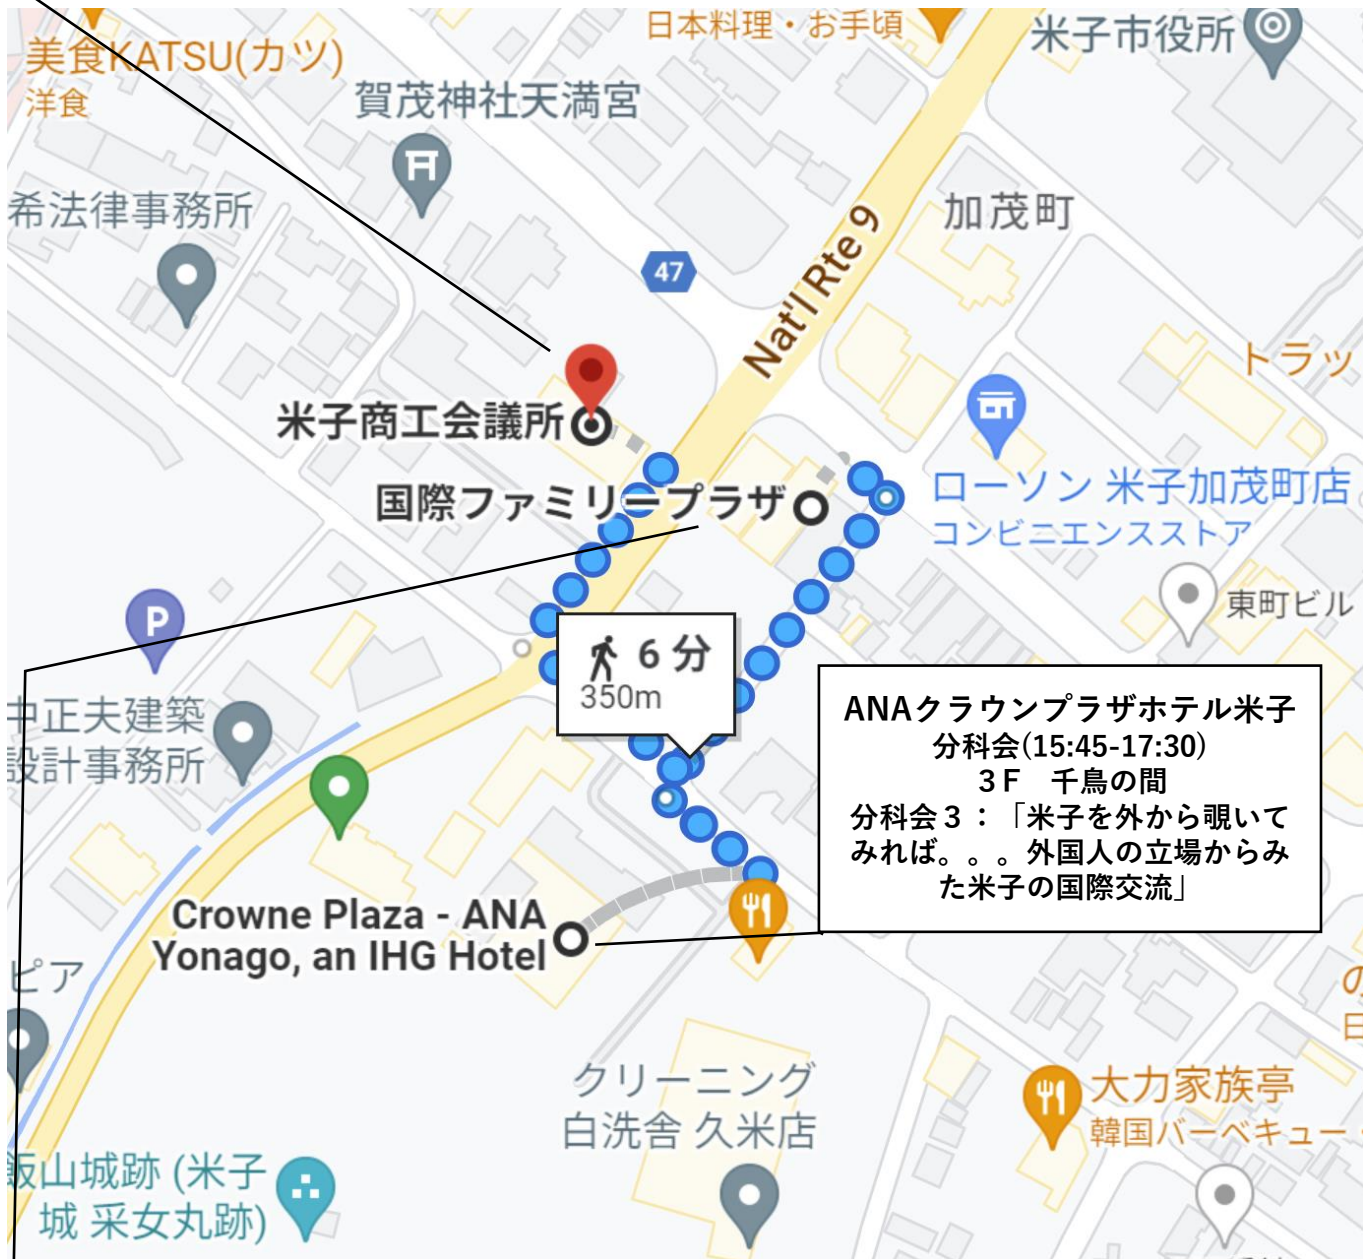 日本料理・お手頃
米子市役所
美食KATSU(カツ)
洋食
賀茂神社天満宮
希法律事務所
加茂町
47
Nat'l Rte 9
トラッ
米子商工会議所
国際ファミリープラザ
ローソン 米子加茂町店
コンビニエンスストア
P
東町ビル
6 分
350m
中正夫建築
設計事務所
ANAクラウンプラザホテル米子
分科会(15:45-17:30)
３F　千鳥の間
分科会３：「米子を外から覗いて
みれば。。。外国人の立場からみ
た米子の国際交流」
Crowne Plaza - ANA
Yonago, an IHG Hotel
ピア
の
日
クリーニング
白洗舎 久米店
大力家族亭
韓国バーベキュー・
飯山城跡 (米子
城 采女丸跡)